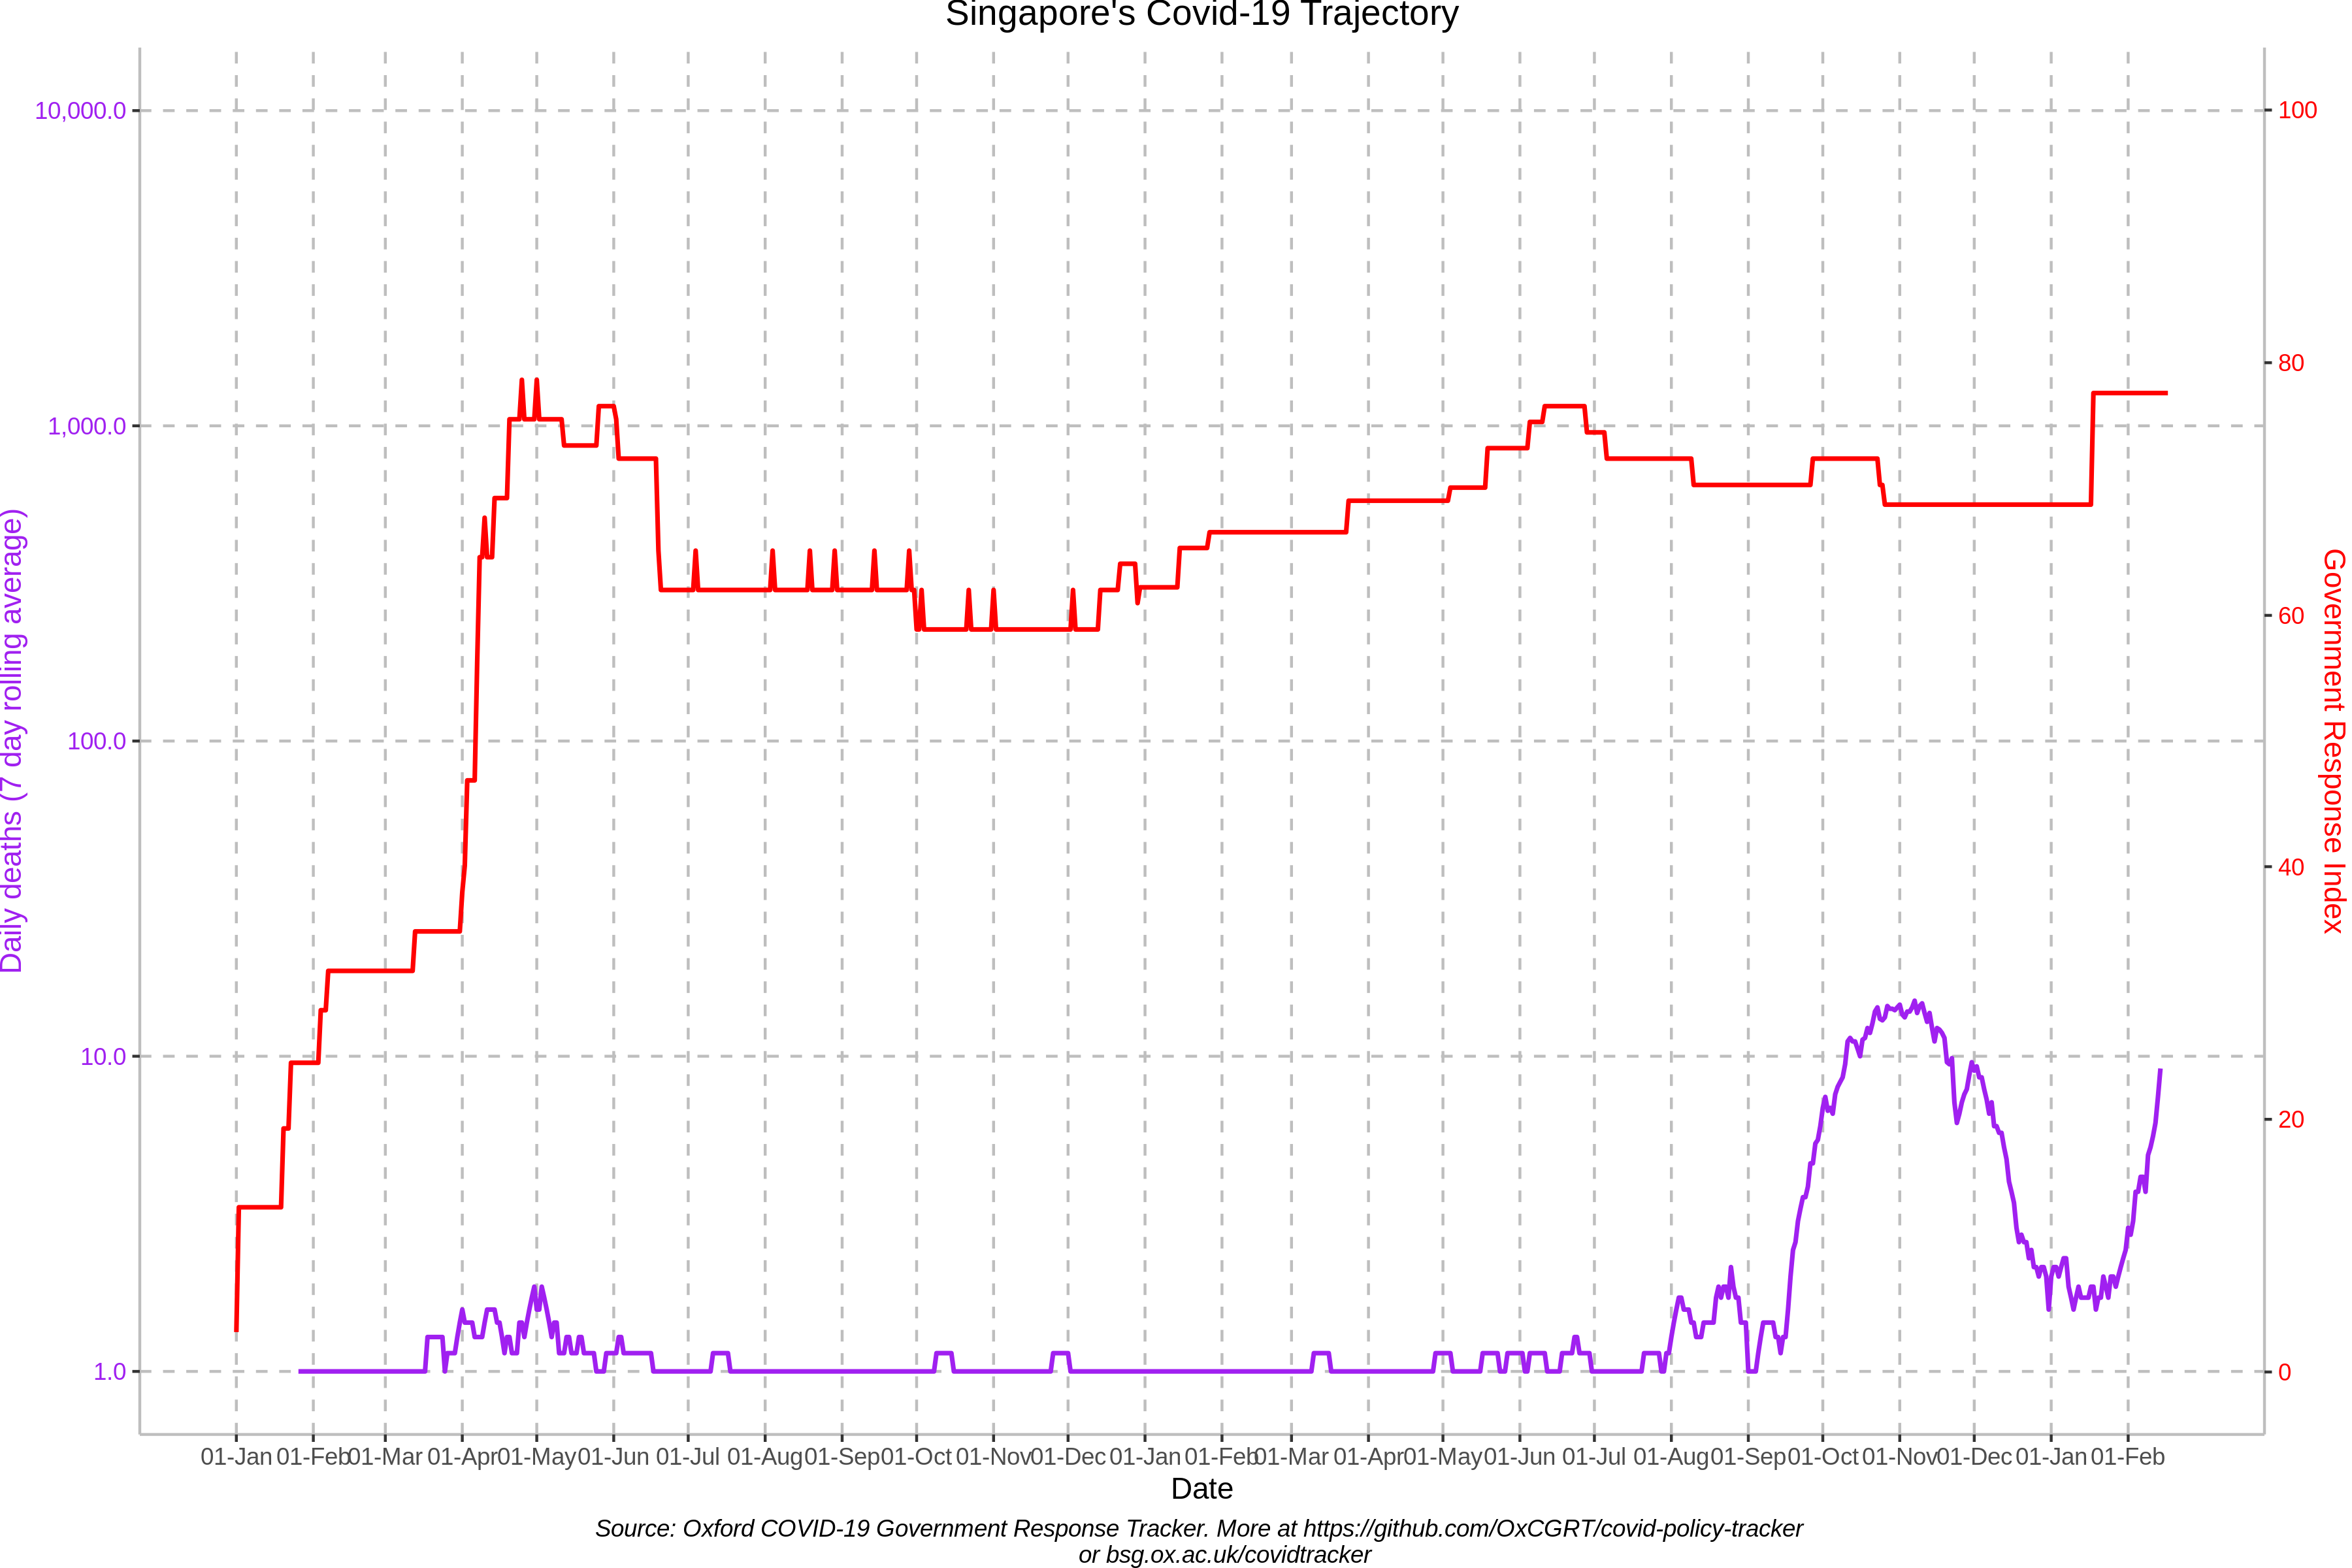 Singapore's Covid-19 Trajectory
10,000.0
1,000.0
100.0
10.0
1.0
Daily deaths (7 day rolling average)
100
80
60
40
20
0
Government Response Index
01-Jan 01-Feb 01-Mar 01-Apr 01-May 01-Jun 01-Jul 01-Aug 01-Sep 01-Oct 01-Nov 01-Dec 01-Jan 01-Feb 01-Mar 01-Apr 01-May 01-Jun 01-Jul 01-Aug 01-Sep 01-Oct 01-Nov 01-Dec 01-Jan 01-Feb
Date
Source: Oxford COVID-19 Government Response Tracker. More at https://github.com/OxCGRT/covid-policy-tracker
or bsg.ox.ac.uk/covidtracker